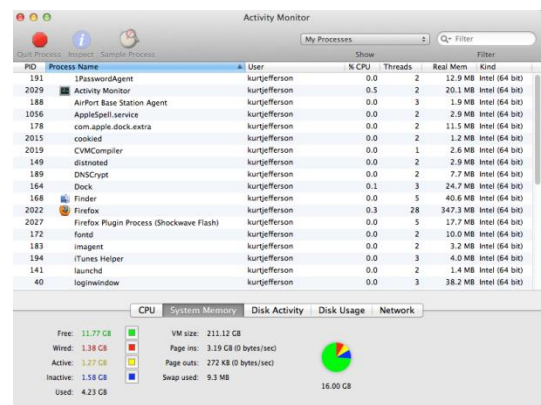 Activity Monitor
My Processes
Filter
Quit Process Inspect Sample Process Show Filter
PID Process Name User % CPU Threads Real Mem Kind
191 1PasswordAgent kurtjefferson 0.0 2 12.9 MB Intel (64 bit)
2029 Activity Monitor kurtjefferson 0.5 2 20.1 MB Intel (64 bit)
188 AirPort Base Station Agent kurtjefferson 0.0 3 1.9 MB Intel (64 bit)
1056 AppleSpell.service kurtjefferson 0.0 2 2.9 MB Intel (64 bit)
178 com.apple.dock.extra kurtjefferson 0.0 2 11.5 MB Intel (64 bit)
2015 cookied kurtjefferson 0.0 2 1.2 MB Intel (64 bit)
2019 CVMCompiler kurtjefferson 0.0 1 2.6 MB Intel (64 bit)
149 distnoted kurtjefferson 0.0 2 2.9 MB Intel (64 bit)
189 DNSCrypt kurtjefferson 0.0 2 7.7 MB Intel (64 bit)
164 Dock kurtjefferson 0.1 3 24.7 MB Intel (64 bit)
168 Finder kurtjefferson 0.0 5 40.6 MB Intel (64 bit)
2022 Firefox kurtjefferson 0.3 28 347.3 MB Intel (64 bit)
2027 Firefox Plugin Process (Shockwave Flash) kurtjefferson 0.0 5 17.7 MB Intel (64 bit)
172 fontd kurtjefferson 0.0 2 10.0 MB Intel (64 bit)
183 imagent kurtjefferson 0.0 2 3.2 MB Intel (64 bit)
194 iTunes Helper kurtjefferson 0.0 3 4.0 MB Intel (64 bit)
141 launchd kurtjefferson 0.0 2 1.4 MB Intel (64 bit)
40 loginwindow kurtjefferson 0.0 3 38.2 MB Intel (64 bit)
CPU System Memory Disk Activity Disk Usage Network
Free: 11.77 GB VM size: 211.12 GB
Wired: 1.38 GB Page ins: 3.19 GB (0 bytes/sec)
Active: 1.27 GB Page outs: 272 KB (0 bytes/sec)
Inactive: 1.58 GB Swap used: 9.3 MB
Used: 4.23 GB
16.00 GB